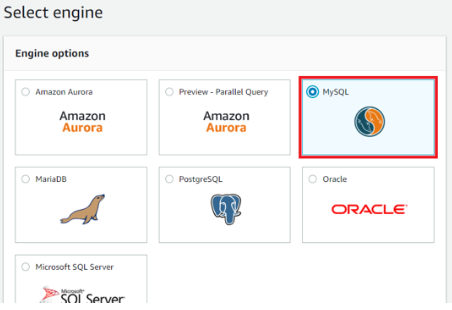 Select engine
Engine options
Amazon Aurora
Amazon
Aurora
Preview - Parallel Query
Amazon
Aurora
MySQL
MariaDB
PostgreSQL
Oracle
ORACLE
Microsoft SQL Server
Microsoft
SQL Server